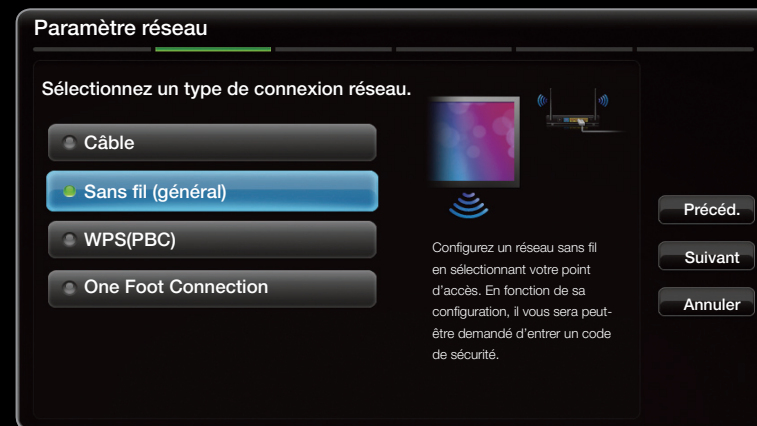 Paramètre réseau
Sélectionnez un type de connexion réseau.
Câble
Sans fil (général)
WPS(PBC)
One Foot Connection
Configurez un réseau sans fil
en sélectionnant votre point
d'accès. En fonction de sa
configuration, il vous sera peut-
être demandé d'entrer un code
de sécurité.
Précéd.
Suivant
Annuler